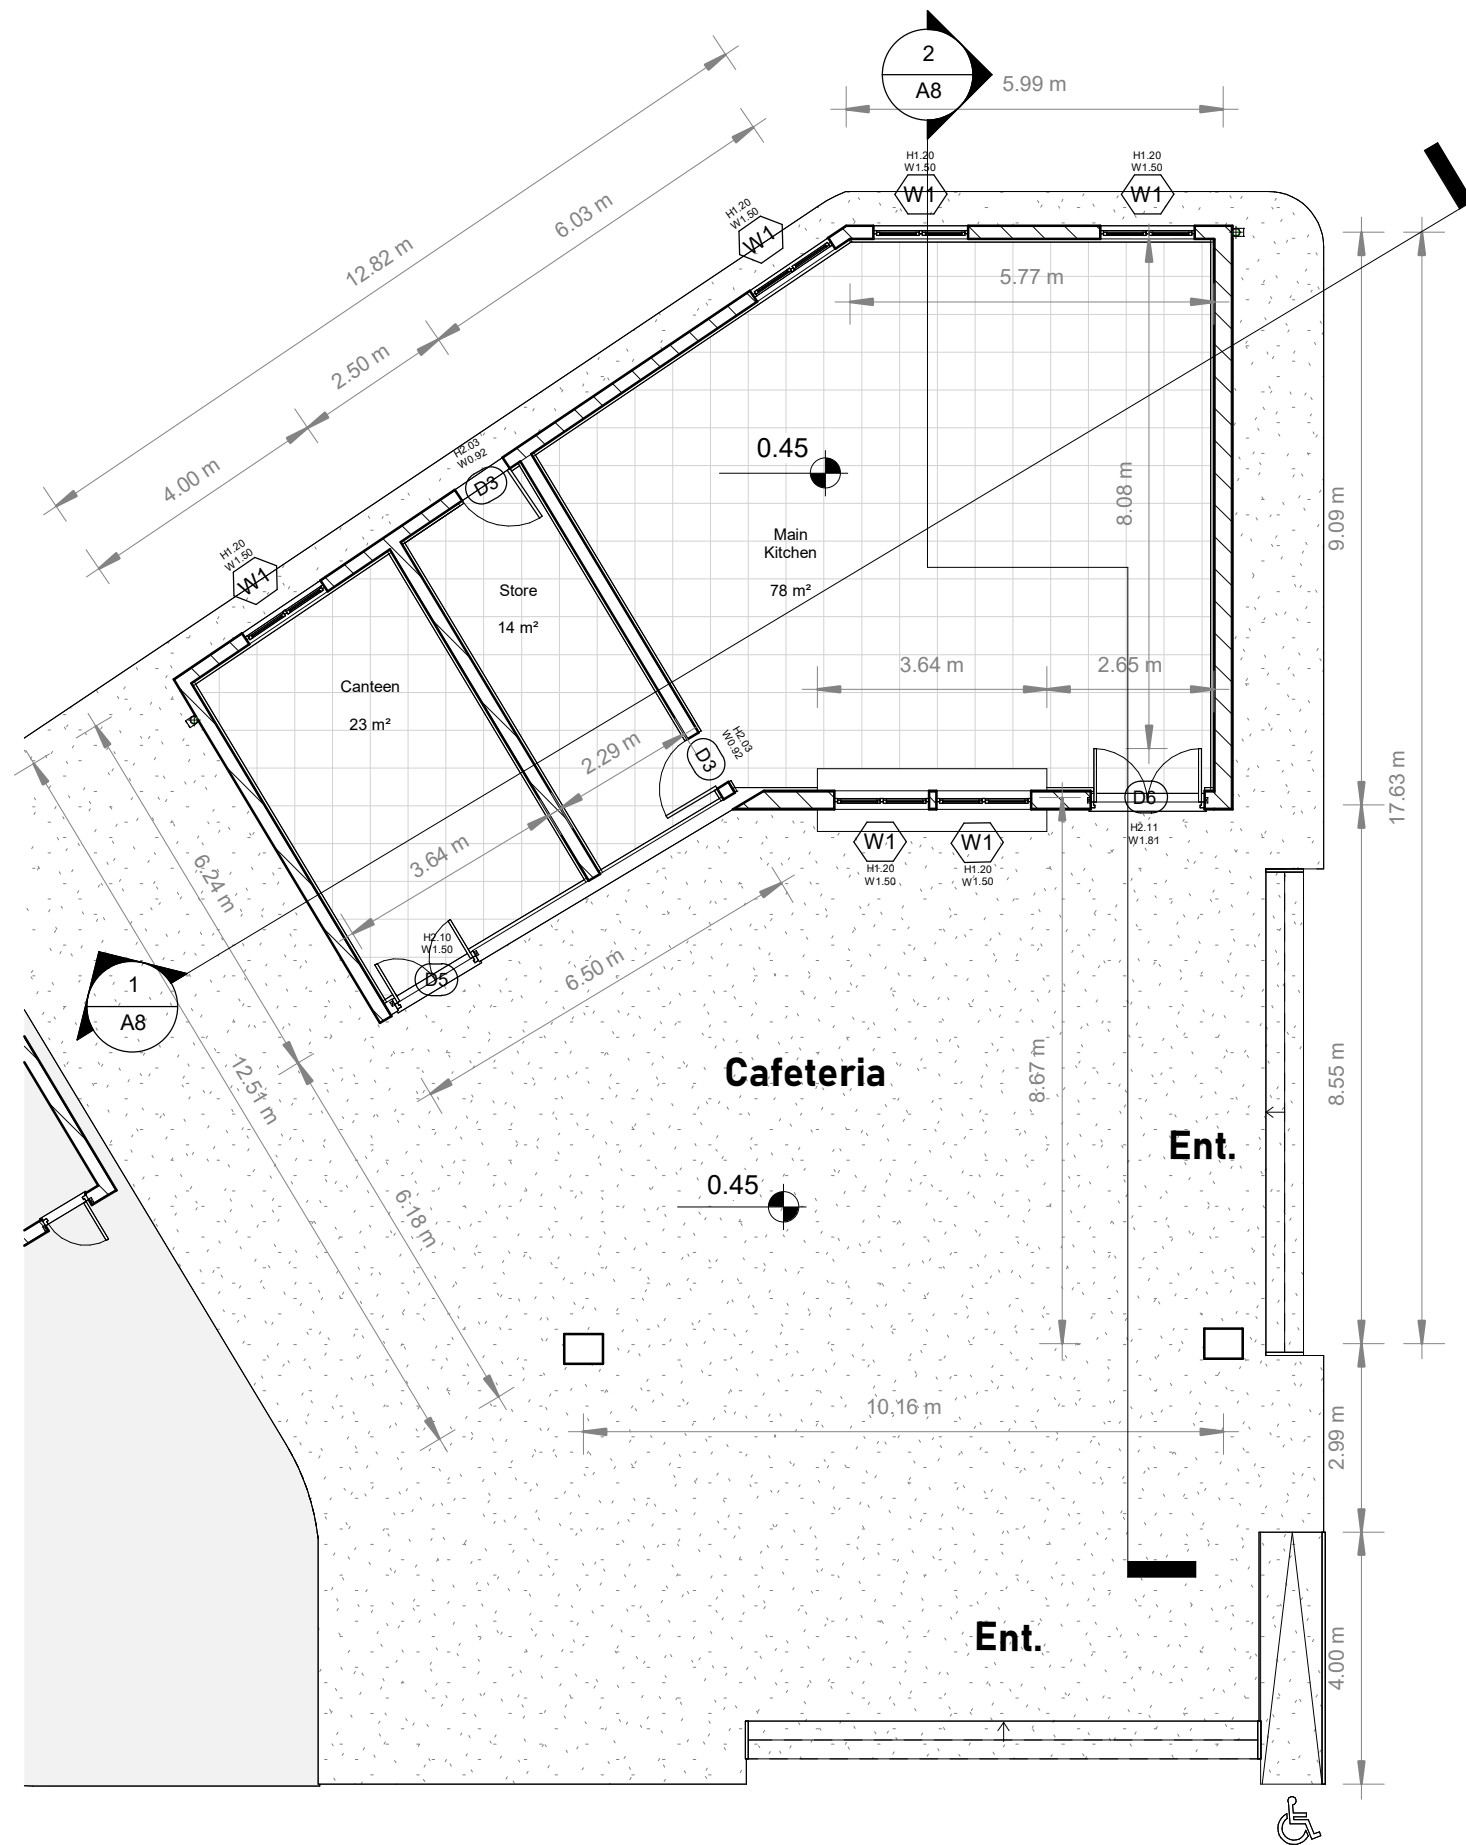 2
A8
5.99 m
H1.20
W1.50
W1
H1.20
W1.50
W1
H1.20
W1.50
W1
6.03 m
12.82 m
5.77 m
2.50 m
4.00 m
H2.03
W0.92
D3
0.45
8.08 m
9.09 m
Main
Kitchen
78 m²
H1.20
W1.50
W1
Store
14 m²
3.64 m
2.65 m
Canteen
23 m²
H2.03
W0.92
D3
2.29 m
17.63 m
D6
H2.11
W1.81
W1
H1.20
W1.50
W1
H1.20
W1.50
3.64 m
6.24 m
H2.10
W1.50
D5
6.50 m
1
A8
Cafeteria
8.67 m
8.55 m
12.51 m
Ent.
0.45
6.18 m
10.16 m
2.99 m
Ent.
4.00 m